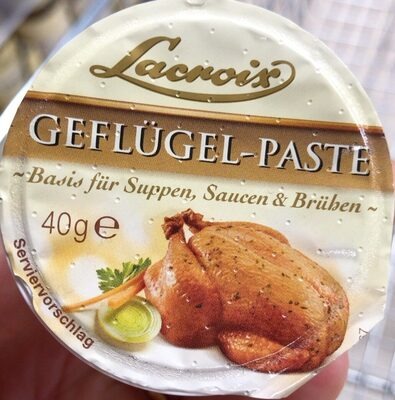 Lacroix
GEFLÜGEL-PASTE
~Basis für Suppen, Saucen & Brühen ~
40g e
Serviervorschlag